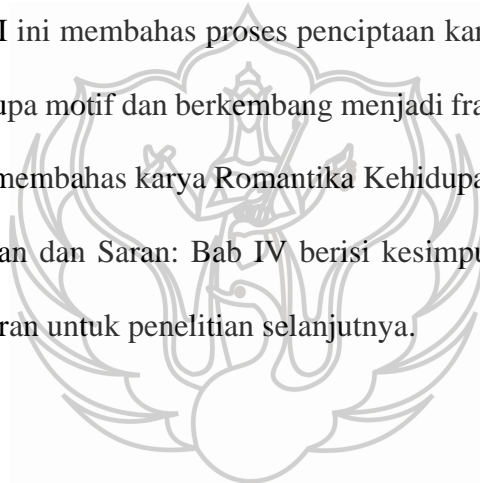 I ini membahas proses penciptaan kar
upa motif dan berkembang menjadi fra
membahas karya Romantika Kehidupa
an dan Saran: Bab IV berisi kesimpu
ran untuk penelitian selanjutnya.